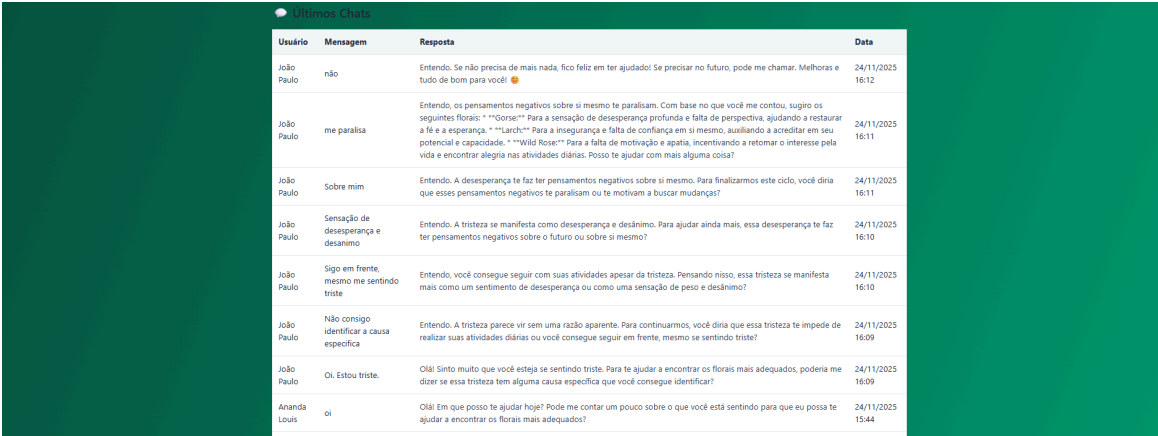 💬 Últimos Chats
Usuário Mensagem Resposta Data
João Paulo não Entendo. Se não precisa de mais nada, fico feliz em ter ajudado! Se precisar no futuro, pode me chamar. Melhoras e tudo de bom para você! 😊 24/11/2025 16:12
João Paulo me paralisa Entendo, os pensamentos negativos sobre si mesmo te paralisam. Com base no que você me contou, sugiro os seguintes florais: * **Gorse:** Para a sensação de desesperança profunda e falta de perspectiva, ajudando a restaurar a fé e a esperança. * **Larch:** Para a insegurança e falta de confiança em si mesmo, auxiliando a acreditar em seu potencial e capacidade. * **Wild Rose:** Para a falta de motivação e apatia, incentivando a retomar o interesse pela vida e encontrar alegria nas atividades diárias. Posso te ajudar com mais alguma coisa? 24/11/2025 16:11
João Paulo Sobre mim Entendo. A desesperança te faz ter pensamentos negativos sobre si mesmo. Para finalizarmos este ciclo, você diria que esses pensamentos negativos te paralisam ou te motivam a buscar mudanças? 24/11/2025 16:11
João Paulo Sensação de desesperança e desanimo Entendo. A tristeza se manifesta como desesperança e desânimo. Para ajudar ainda mais, essa desesperança te faz ter pensamentos negativos sobre o futuro ou sobre si mesmo? 24/11/2025 16:10
João Paulo Sigo em frente, mesmo me sentindo triste Entendo, você consegue seguir com suas atividades apesar da tristeza. Pensando nisso, essa tristeza se manifesta mais como um sentimento de desesperança ou como uma sensação de peso e desânimo? 24/11/2025 16:10
João Paulo Não consigo identificar a causa especifica Entendo. A tristeza parece vir sem uma razão aparente. Para continuarmos, você diria que essa tristeza te impede de realizar suas atividades diárias ou você consegue seguir em frente, mesmo se sentindo triste? 24/11/2025 16:09
João Paulo Oi. Estou triste. Olá! Sinto muito que você esteja se sentindo triste. Para te ajudar a encontrar os florais mais adequados, poderia me dizer se essa tristeza tem alguma causa específica que você consegue identificar? 24/11/2025 16:09
Ananda Louis oi Olá! Em que posso te ajudar hoje? Pode me contar um pouco sobre o que você está sentindo para que eu possa te ajudar a encontrar os florais mais adequados? 24/11/2025 15:44